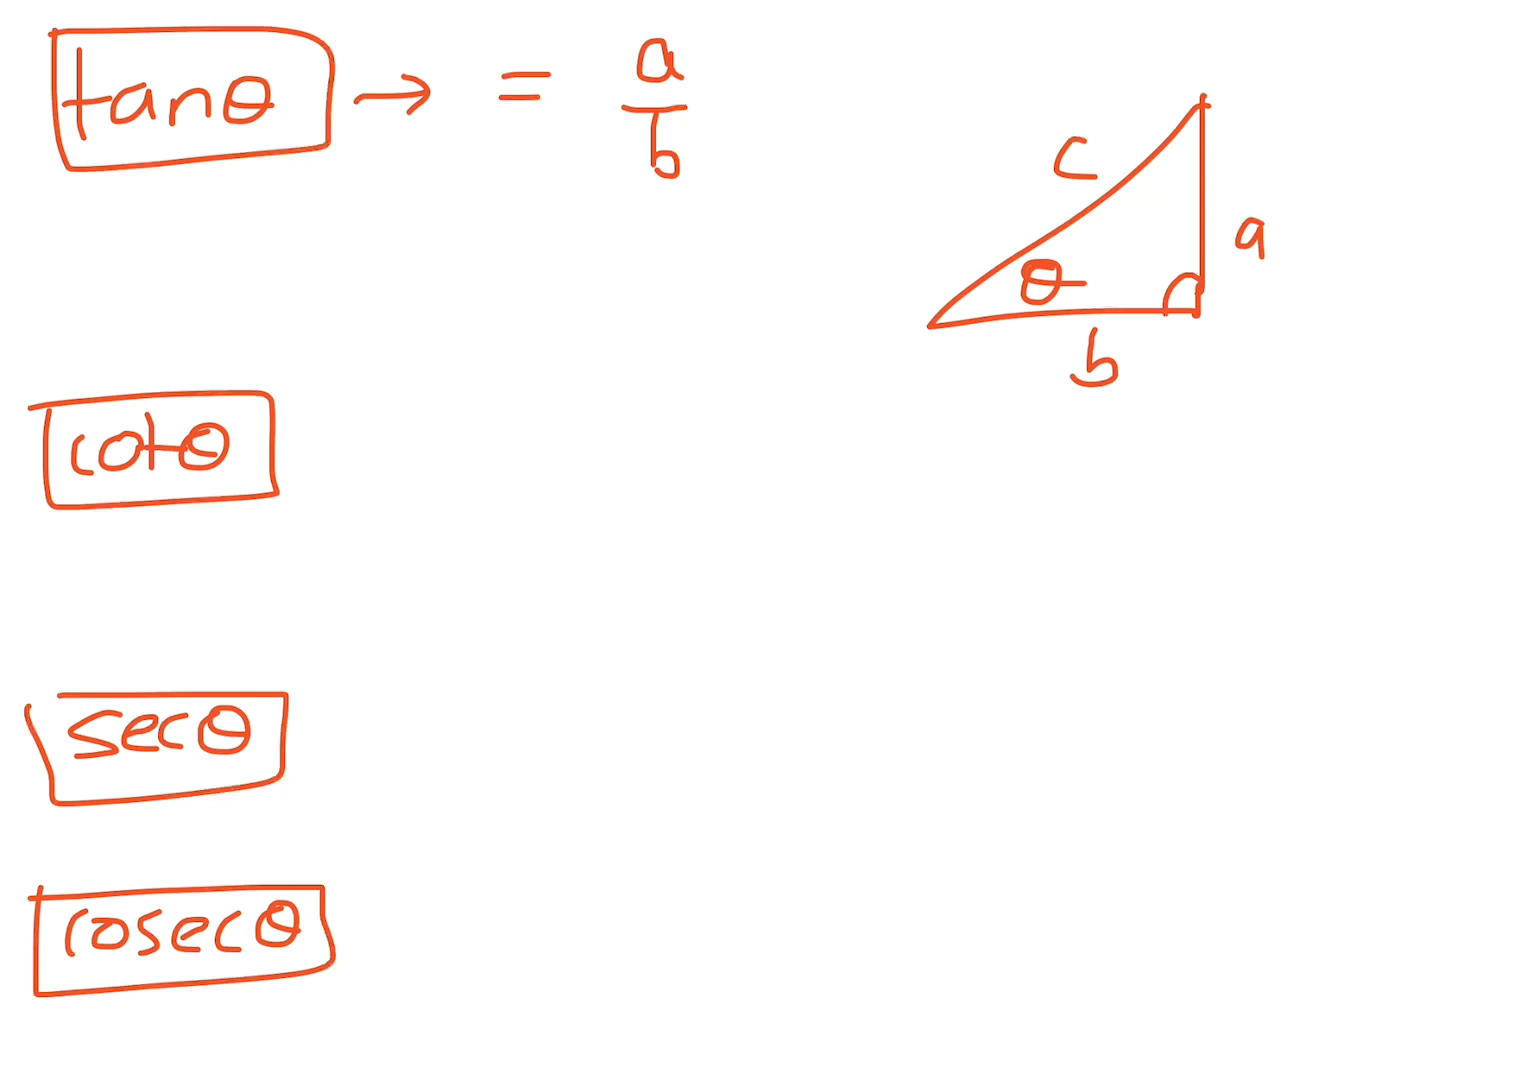 tanθ → = a/b
c
a
θ
b
cotθ
secθ
cosecθ